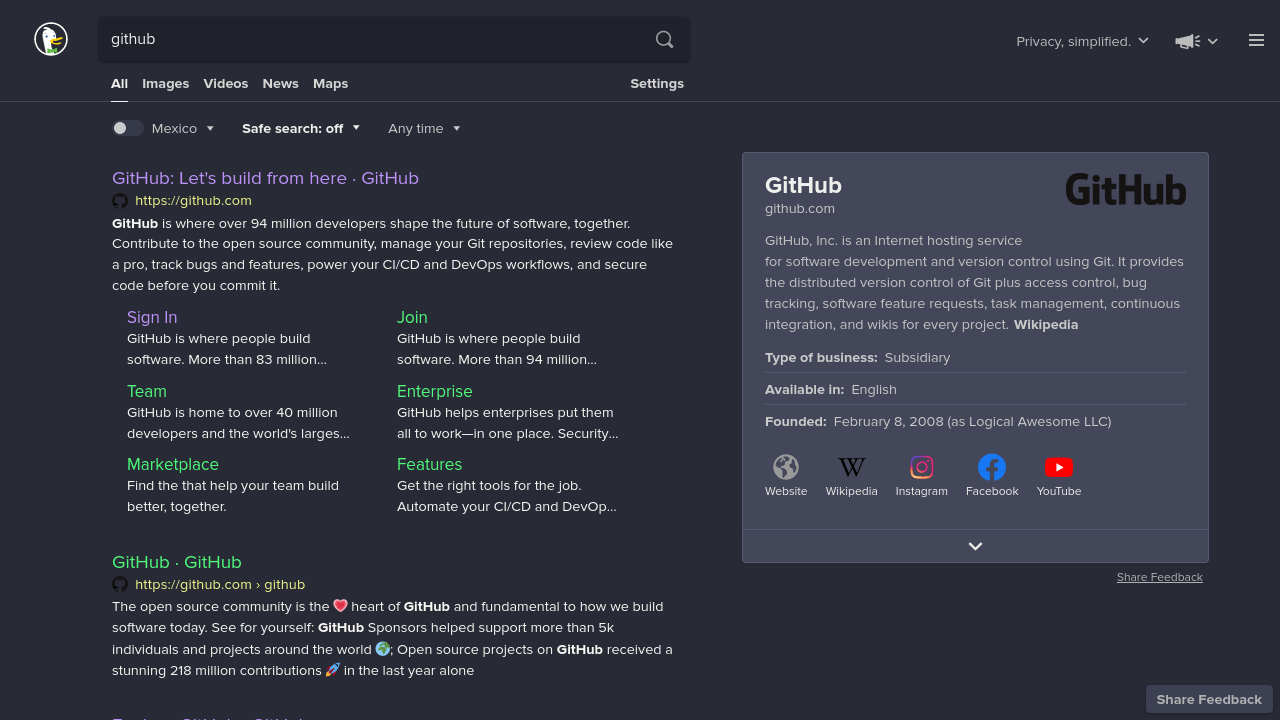 github
Privacy, simplified.
All Images Videos News Maps Settings
Mexico Safe search: off Any time
GitHub: Let's build from here · GitHub
https://github.com
GitHub is where over 94 million developers shape the future of software, together.
Contribute to the open source community, manage your Git repositories, review code like
a pro, track bugs and features, power your CI/CD and DevOps workflows, and secure
code before you commit it.
Sign In
GitHub is where people build
software. More than 83 million...
Join
GitHub is where people build
software. More than 94 million...
Team
GitHub is home to over 40 million
developers and the world's larges...
Enterprise
GitHub helps enterprises put them
all to work—in one place. Security...
Marketplace
Find the that help your team build
better, together.
Features
Get the right tools for the job.
Automate your CI/CD and DevOp...
GitHub · GitHub
https://github.com › github
The open source community is the 💗 heart of GitHub and fundamental to how we build
software today. See for yourself: GitHub Sponsors helped support more than 5k
individuals and projects around the world 🌍; Open source projects on GitHub received a
stunning 218 million contributions 🚀 in the last year alone
GitHub
GitHub
github.com
GitHub, Inc. is an Internet hosting service
for software development and version control using Git. It provides
the distributed version control of Git plus access control, bug
tracking, software feature requests, task management, continuous
integration, and wikis for every project. Wikipedia
Type of business: Subsidiary
Available in: English
Founded: February 8, 2008 (as Logical Awesome LLC)
W
Website Wikipedia Instagram Facebook YouTube
Share Feedback
Share Feedback